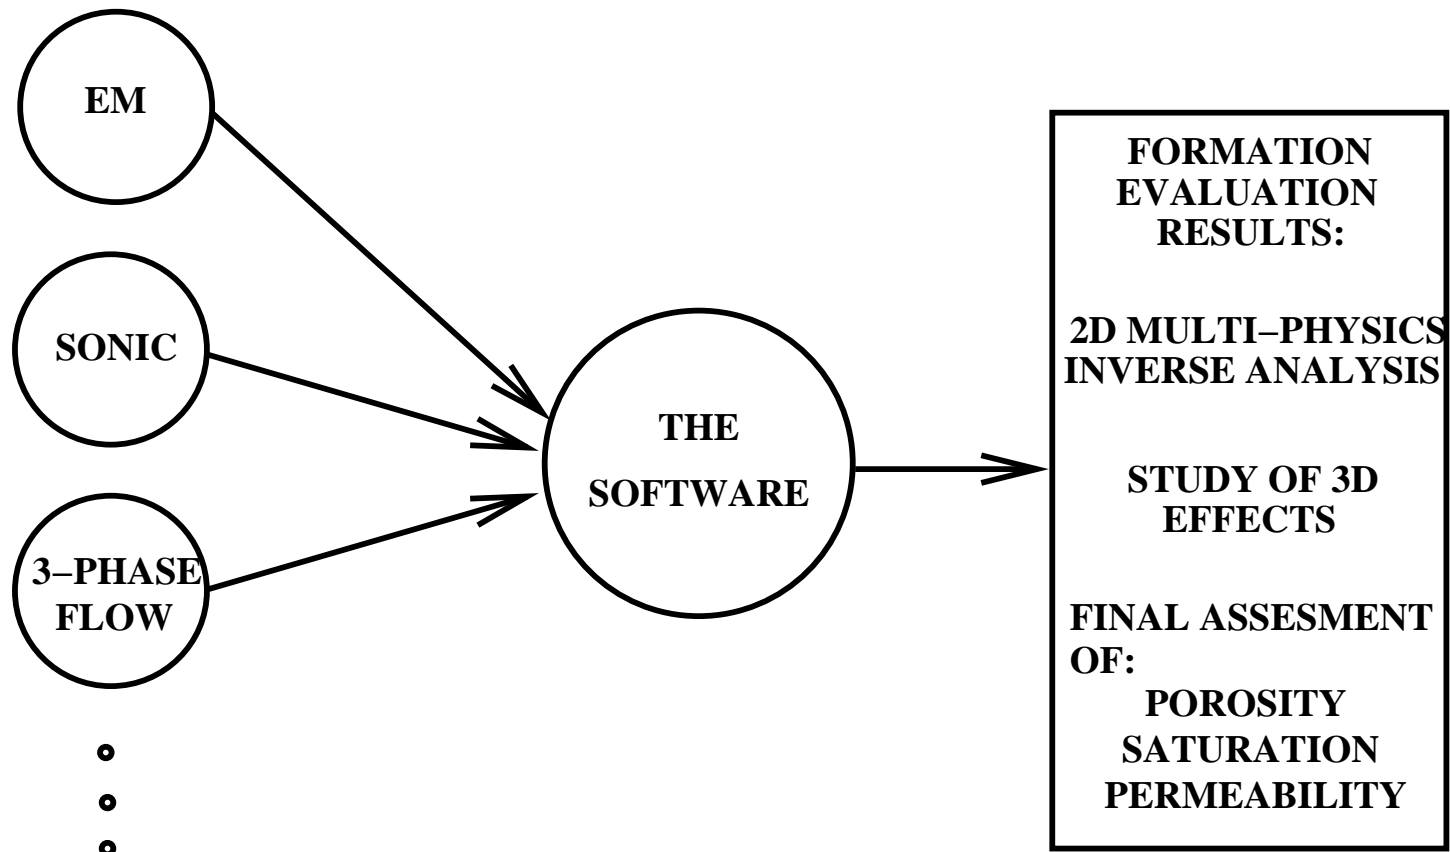 EM
SONIC
3–PHASE
FLOW
THE
SOFTWARE
FORMATION
EVALUATION
RESULTS:
2D MULTI–PHYSICS
INVERSE ANALYSIS
STUDY OF 3D
EFFECTS
FINAL ASSESMENT
OF:
POROSITY
SATURATION
PERMEABILITY